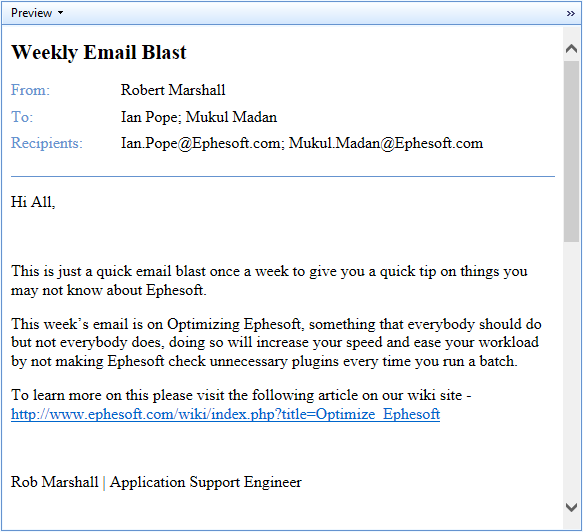 Preview
Weekly Email Blast
From: Robert Marshall
To: Ian Pope; Mukul Madan
Recipients: Ian.Pope@Ephesoft.com; Mukul.Madan@Ephesoft.com
Hi All,
This is just a quick email blast once a week to give you a quick tip on things you
may not know about Ephesoft.
This week’s email is on Optimizing Ephesoft, something that everybody should do
but not everybody does, doing so will increase your speed and ease your workload
by not making Ephesoft check unnecessary plugins every time you run a batch.
To learn more on this please visit the following article on our wiki site -
http://www.ephesoft.com/wiki/index.php?title=Optimize_Ephesoft
Rob Marshall | Application Support Engineer